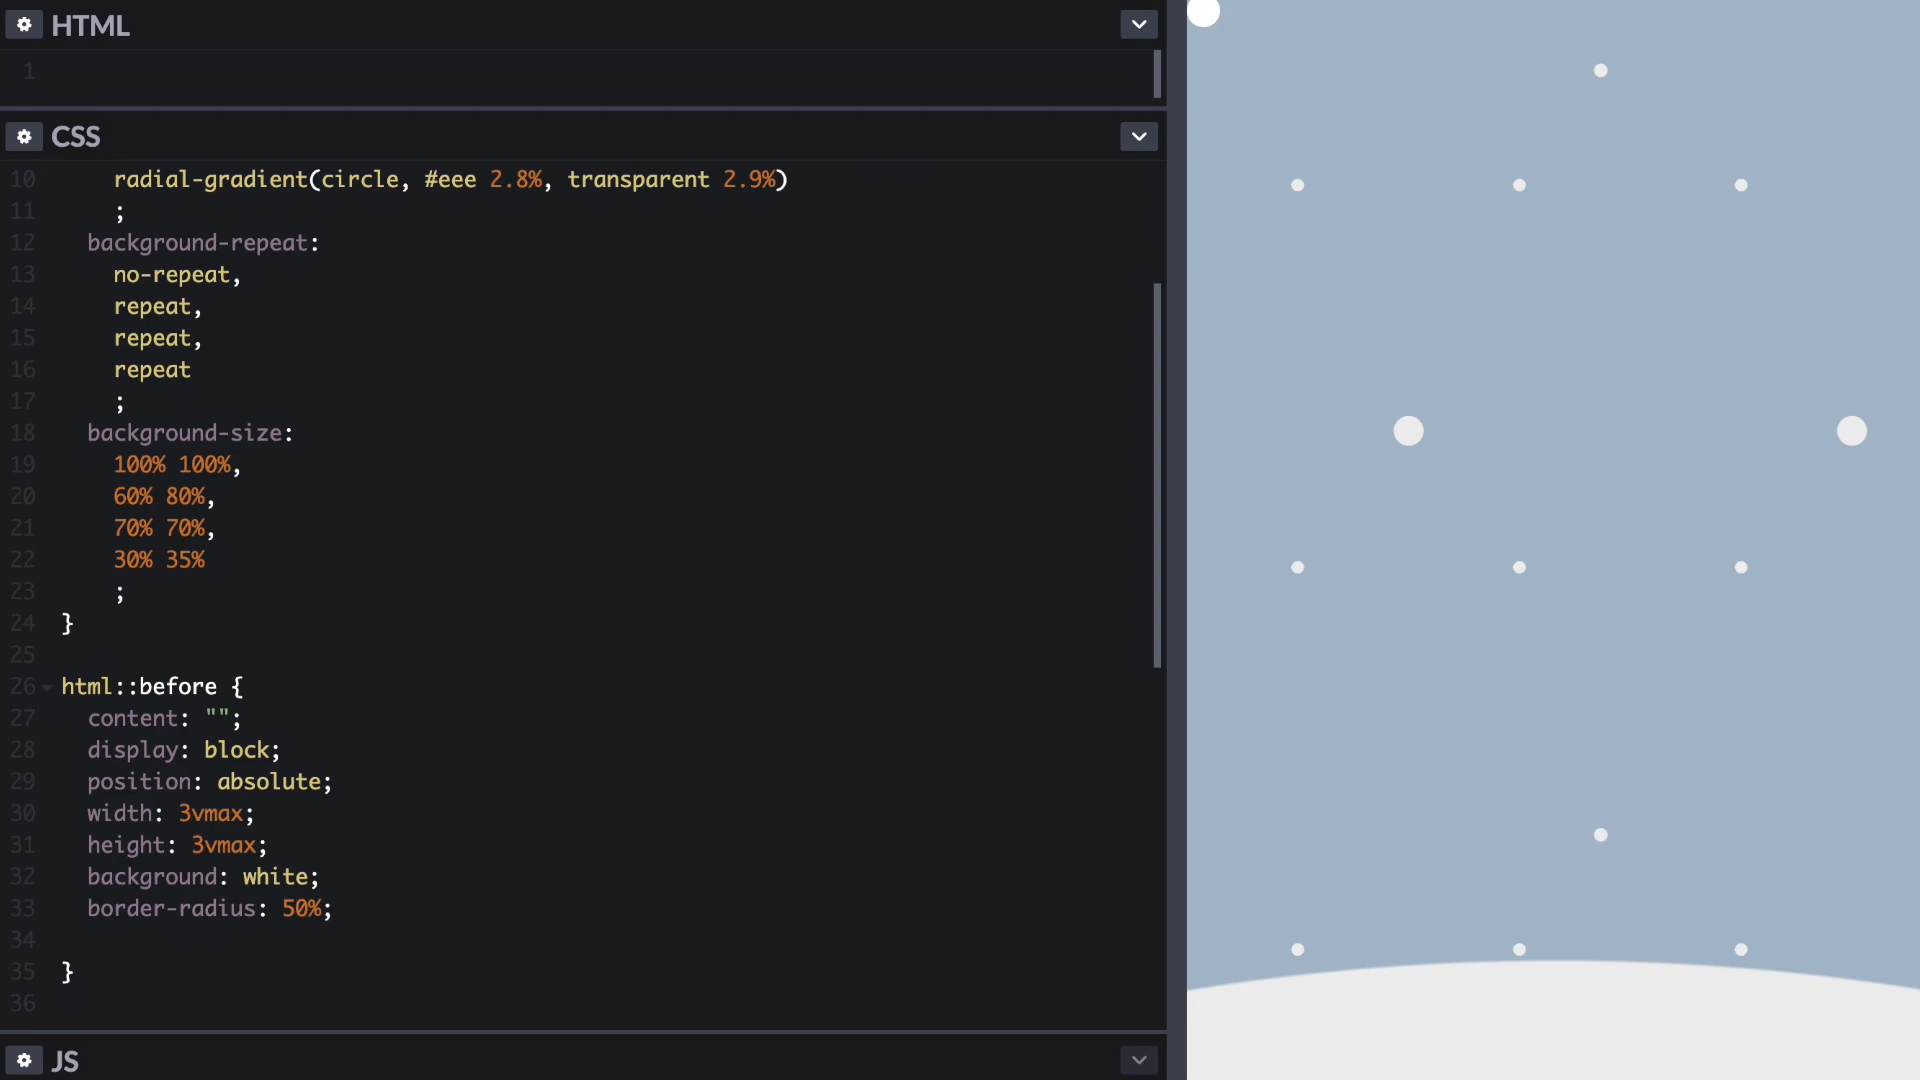 HTML
1
CSS
10 radial-gradient(circle, #eee 2.8%, transparent 2.9%)
11 ;
12 background-repeat:
13 no-repeat,
14 repeat,
15 repeat,
16 repeat
17 ;
18 background-size:
19 100% 100%,
20 60% 80%,
21 70% 70%,
22 30% 35%
23 ;
24 }
25
26 html::before {
27 content: "";
28 display: block;
29 position: absolute;
30 width: 3vmax;
31 height: 3vmax;
32 background: white;
33 border-radius: 50%;
34
35 }
36
JS